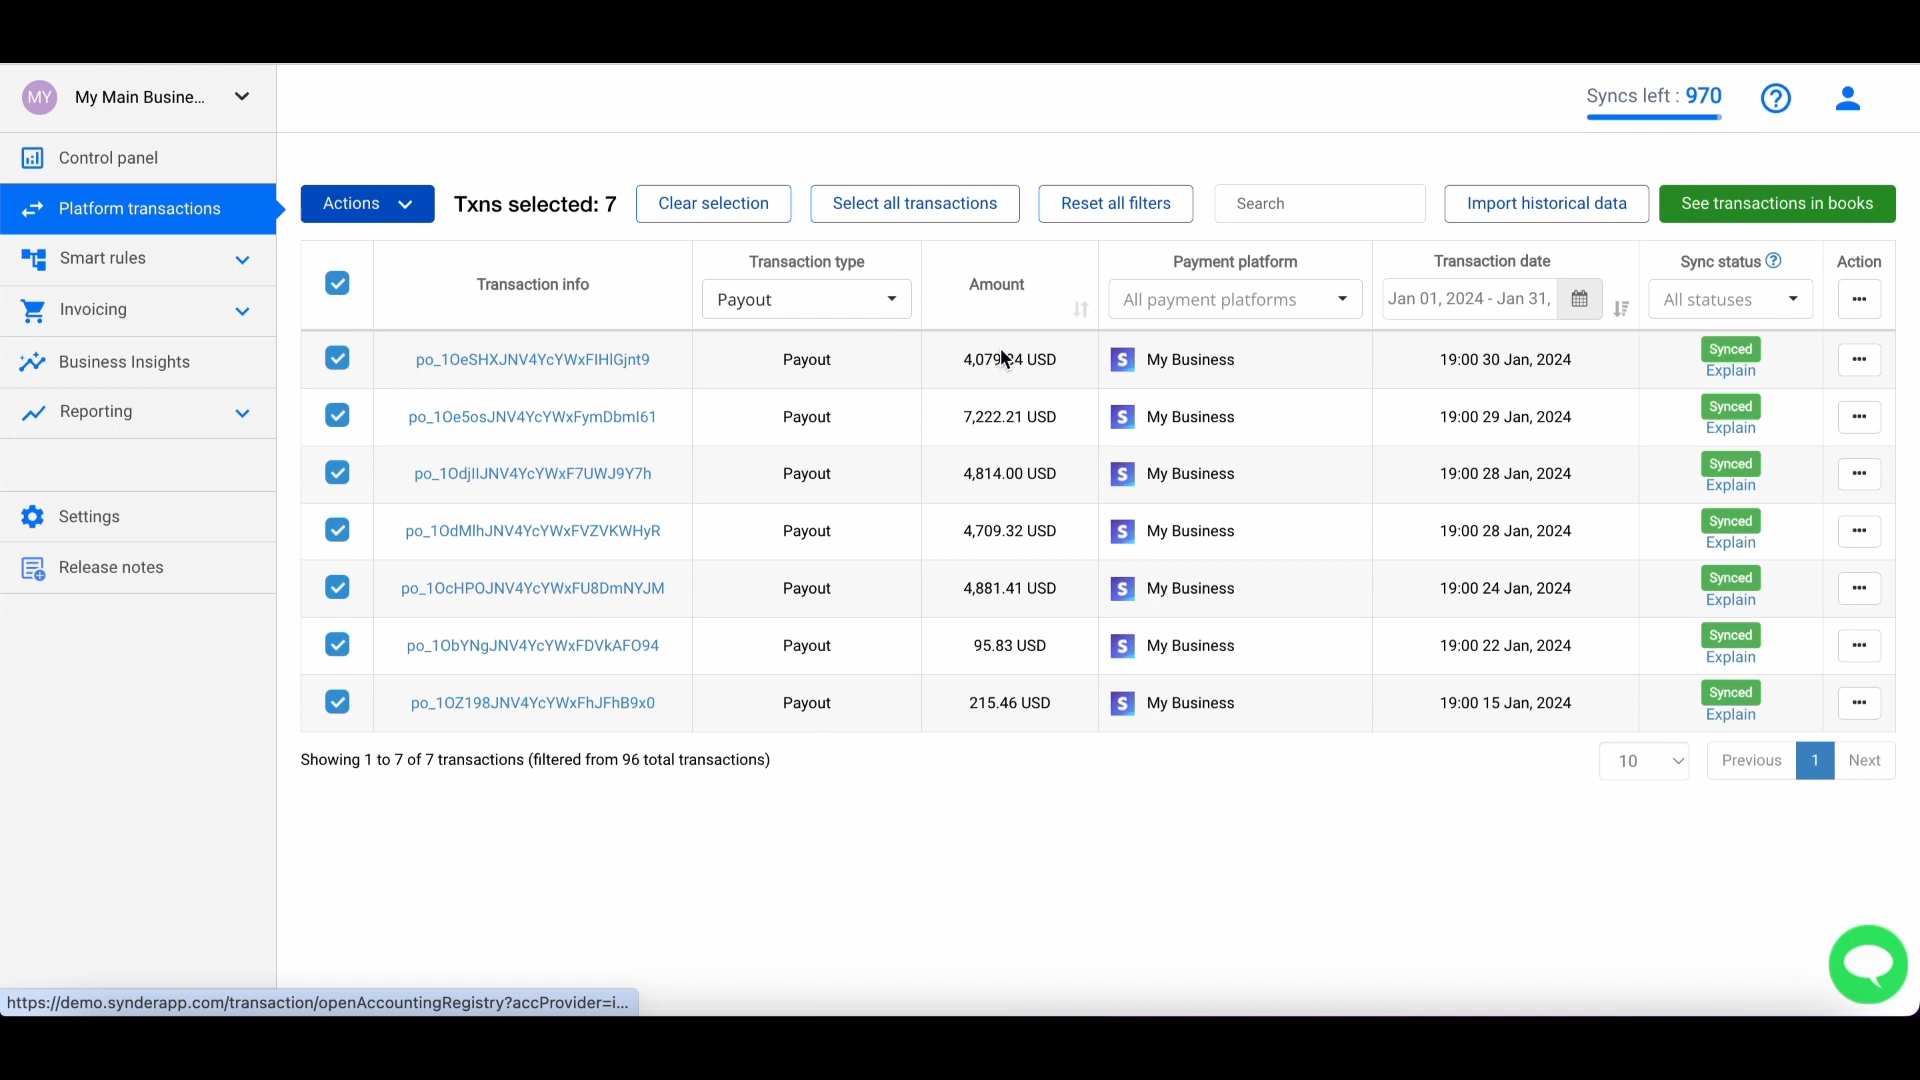 MY My Main Busine...
Syncs left : 970
Control panel
Platform transactions
Smart rules
Invoicing
Business Insights
Reporting
Settings
Release notes
Actions Txns selected: 7 Clear selection Select all transactions Reset all filters Search Import historical data See transactions in books
Transaction info Transaction type Amount Payment platform Transaction date Sync status ? Action
Payout All payment platforms Jan 01, 2024 - Jan 31, All statuses ...
po_1OeSHXJNV4YcYWxFIHlGjnt9 Payout USD S My Business 19:00 30 Jan, 2024 Synced ...
Explain
po_1Oe5osJNV4YcYWxFymDbmI61 Payout 7,222.21 USD S My Business 19:00 29 Jan, 2024 Synced ...
Explain
po_1OdjIIJNV4YcYWxF7UWJ9Y7h Payout 4,814.00 USD S My Business 19:00 28 Jan, 2024 Synced ...
Explain
po_1OdMlhJNV4YcYWxFVZVKWHyR Payout 4,709.32 USD S My Business 19:00 28 Jan, 2024 Synced ...
Explain
po_1OcHPOJNV4YcYWxFU8DmNYJM Payout 4,881.41 USD S My Business 19:00 24 Jan, 2024 Synced ...
Explain
po_1ObYNgJNV4YcYWxFDVkAFO94 Payout 95.83 USD S My Business 19:00 22 Jan, 2024 Synced ...
Explain
po_1OZ198JNV4YcYWxFhJFhB9x0 Payout 215.46 USD S My Business 19:00 15 Jan, 2024 Synced ...
Explain
Showing 1 to 7 of 7 transactions (filtered from 96 total transactions) 10 Previous 1 Next
https://demo.synderapp.com/transaction/openAccountingRegistry?accProvider=i...